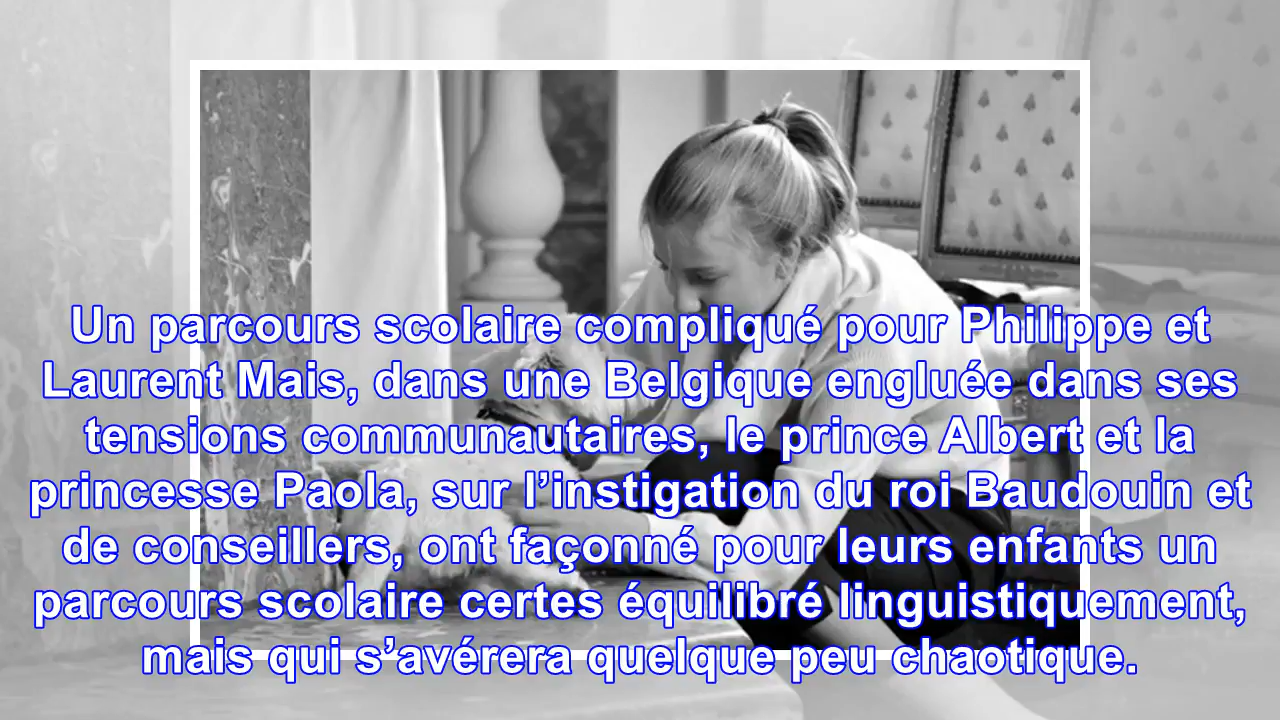 Un parcours scolaire compliqué pour Philippe et
Laurent Mais, dans une Belgique engluée dans ses
tensions communautaires, le prince Albert et la
princesse Paola, sur l’instigation du roi Baudouin et
de conseillers, ont façonné pour leurs enfants un
parcours scolaire certes équilibré linguistiquement,
mais qui s’avérera quelque peu chaotique.